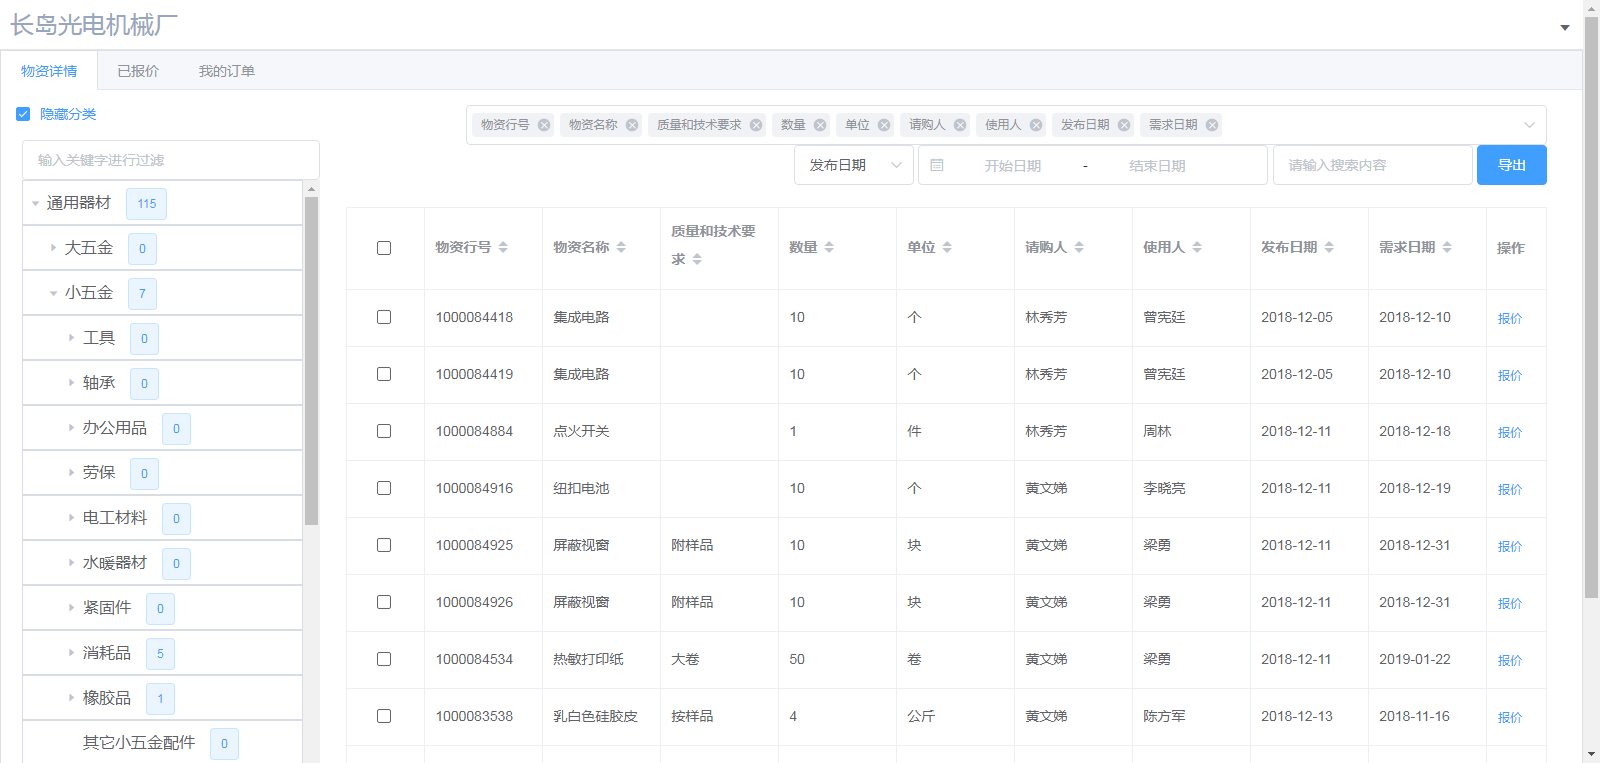 长岛光电机械厂
物资详情 已报价 我的订单
隐藏分类
物资行号 物资名称 质量和技术要求 数量 单位 请购人 使用人 发布日期 需求日期
发布日期 开始日期 - 结束日期 请输入搜索内容 导出
输入关键字进行过滤
通用器材 115
大五金 0
小五金 7
工具 0
轴承 0
办公用品 0
劳保 0
电工材料 0
水暖器材 0
紧固件 0
消耗品 5
橡胶品 1
其它小五金配件 0
物资行号 物资名称 质量和技术要求 数量 单位 请购人 使用人 发布日期 需求日期 操作
1000084418 集成电路 10 个 林秀芳 曾宪廷 2018-12-05 2018-12-10 报价
1000084419 集成电路 10 个 林秀芳 曾宪廷 2018-12-05 2018-12-10 报价
1000084884 点火开关 1 件 林秀芳 周林 2018-12-11 2018-12-18 报价
1000084916 纽扣电池 10 个 黄文娣 李晓亮 2018-12-11 2018-12-19 报价
1000084925 屏蔽视窗 附样品 10 块 黄文娣 梁勇 2018-12-11 2018-12-31 报价
1000084926 屏蔽视窗 附样品 10 块 黄文娣 梁勇 2018-12-11 2018-12-31 报价
1000084534 热敏打印纸 大卷 50 卷 黄文娣 梁勇 2018-12-11 2019-01-22 报价
1000083538 乳白色硅胶皮 按样品 4 公斤 黄文娣 陈方军 2018-12-13 2018-11-16 报价